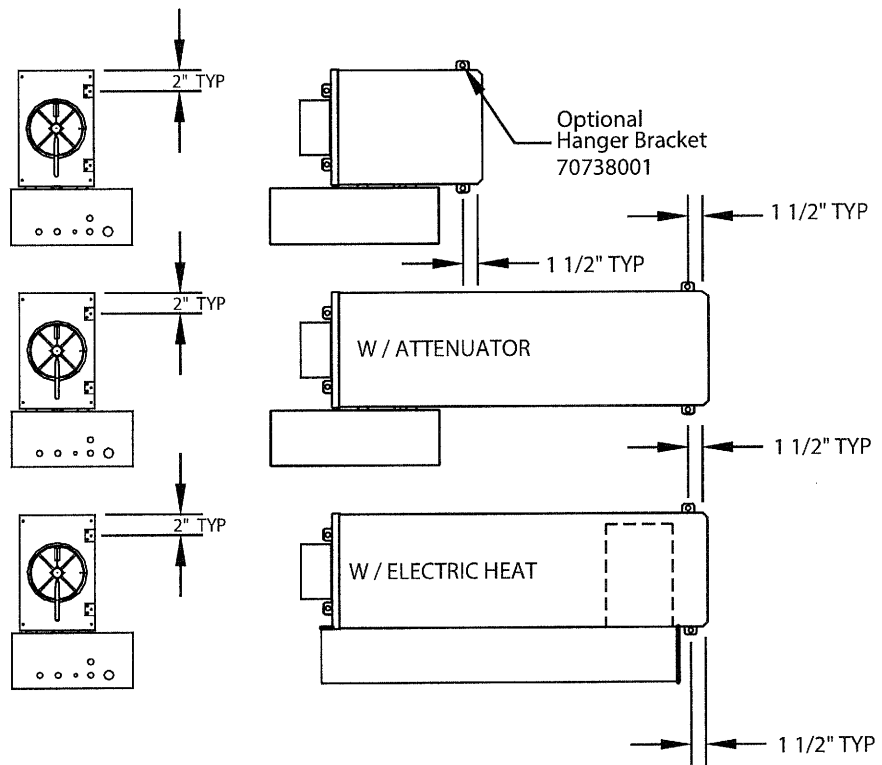 2" TYP
Optional
Hanger Bracket
70738001
1 1/2" TYP
1 1/2" TYP
2" TYP
W / ATTENUATOR
1 1/2" TYP
2" TYP
W / ELECTRIC HEAT
1 1/2" TYP